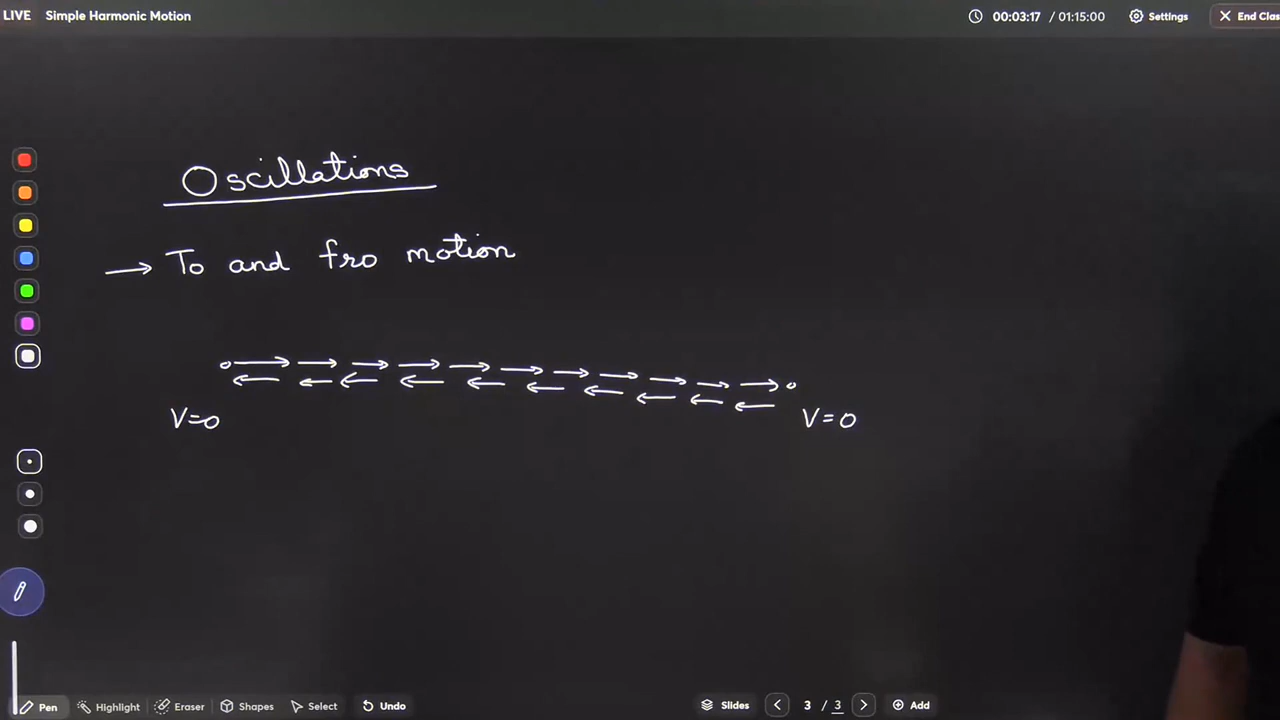 LIVE Simple Harmonic Motion 00:03:17 / 01:15:00 Settings End Clas
Oscillations
→ To and fro motion
V=0 V=0
Pen Highlight Eraser Shapes Select Undo Slides 3 / 3 Add